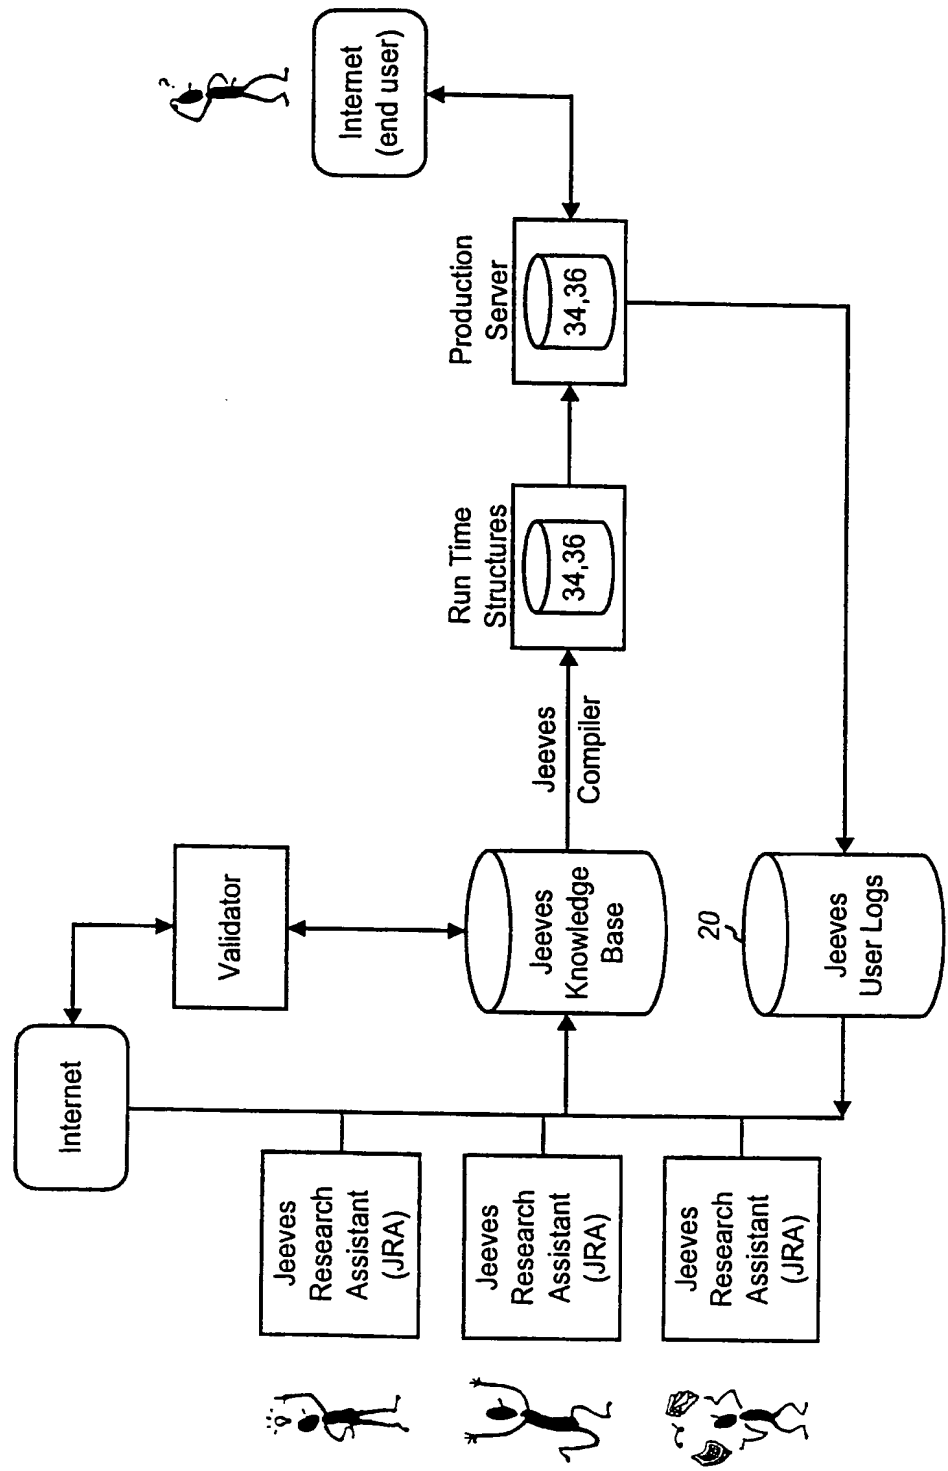 Internet
Validator
Jeeves
Research
Assistant
(JRA)
Jeeves
Research
Assistant
(JRA)
Jeeves
Research
Assistant
(JRA)
Jeeves
Knowledge
Base
Jeeves
Compiler
Run Time
Structures
34,36
Production
Server
34,36
?
Internet
(end user)
20
Jeeves
User Logs